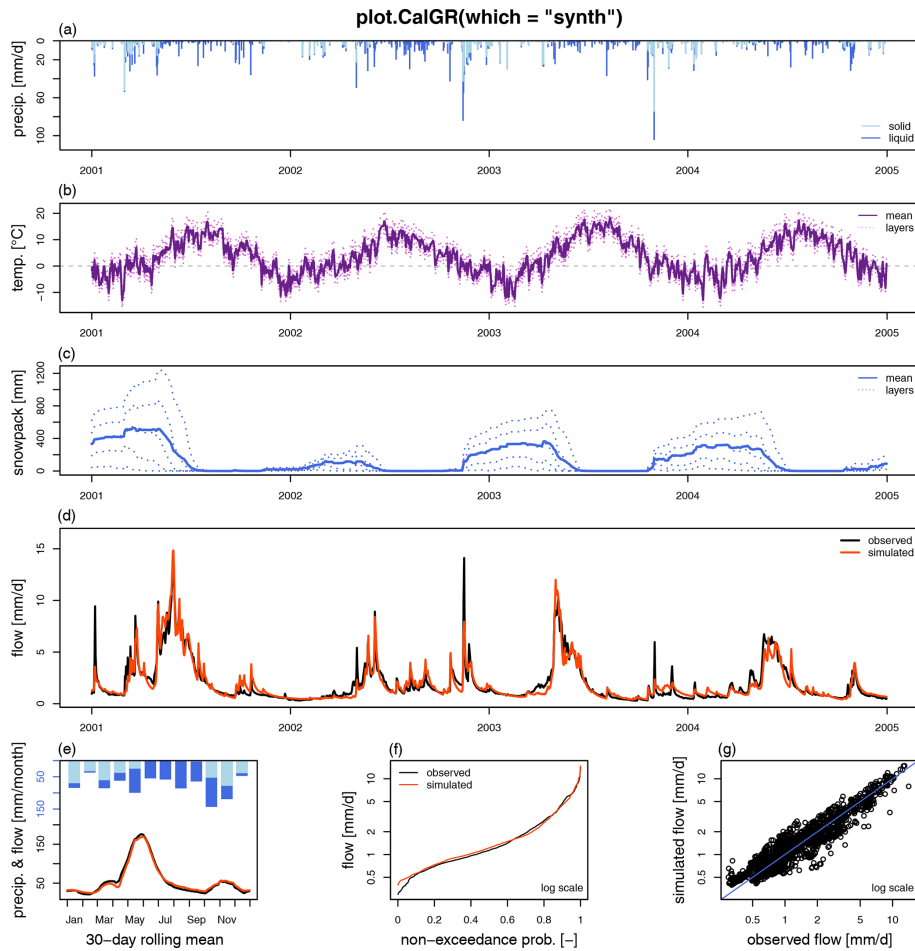 plot.CalGR(which = "synth")
(a)
precip. [mm/d]
0
20
60
100
solid
liquid
2001 2002 2003 2004 2005
(b)
temp. [°C]
20
10
0
−10
mean
layers
2001 2002 2003 2004 2005
(c)
snowpack [mm]
1200
800
400
0
mean
layers
2001 2002 2003 2004 2005
(d)
flow [mm/d]
15
10
5
0
observed
simulated
2001 2002 2003 2004 2005
(e)
precip. & flow [mm/month]
50
150
150
50
Jan Mar May Jul Sep Nov
30−day rolling mean
(f)
flow [mm/d]
10
5
2
1
0.5
observed
simulated
log scale
0 0.2 0.4 0.6 0.8 1
non−exceedance prob. [−]
(g)
simulated flow [mm/d]
10
5
2
1
0.5
log scale
0.5 1 2 5 10
observed flow [mm/d]